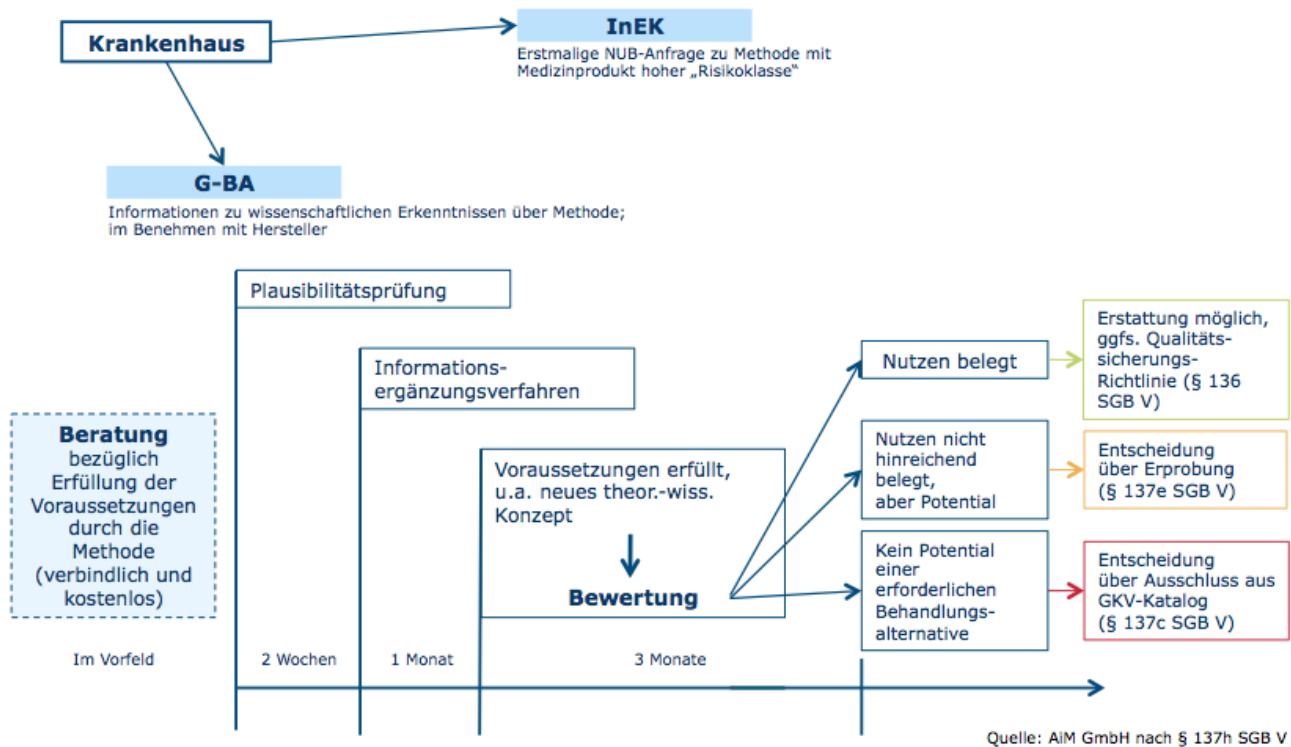 Krankenhaus
InEK
Erstmalige NUB-Anfrage zu Methode mit
Medizinprodukt hoher „Risikoklasse“
G-BA
Informationen zu wissenschaftlichen Erkenntnissen über Methode;
im Benehmen mit Hersteller
Plausibilitätsprüfung
Informations-
ergänzungsverfahren
Beratung
bezüglich
Erfüllung der
Voraussetzungen
durch die
Methode
(verbindlich und
kostenlos)
Voraussetzungen erfüllt,
u.a. neues theor.-wiss.
Konzept
Bewertung
Nutzen belegt
Erstattung möglich,
ggfs. Qualitäts-
sicherungs-
Richtlinie (§ 136
SGB V)
Nutzen nicht
hinreichend
belegt,
aber Potential
Entscheidung
über Erprobung
(§ 137e SGB V)
Kein Potential
einer
erforderlichen
Behandlungs-
alternative
Entscheidung
über Ausschluss aus
GKV-Katalog
(§ 137c SGB V)
Im Vorfeld
2 Wochen
1 Monat
3 Monate
Quelle: AiM GmbH nach § 137h SGB V